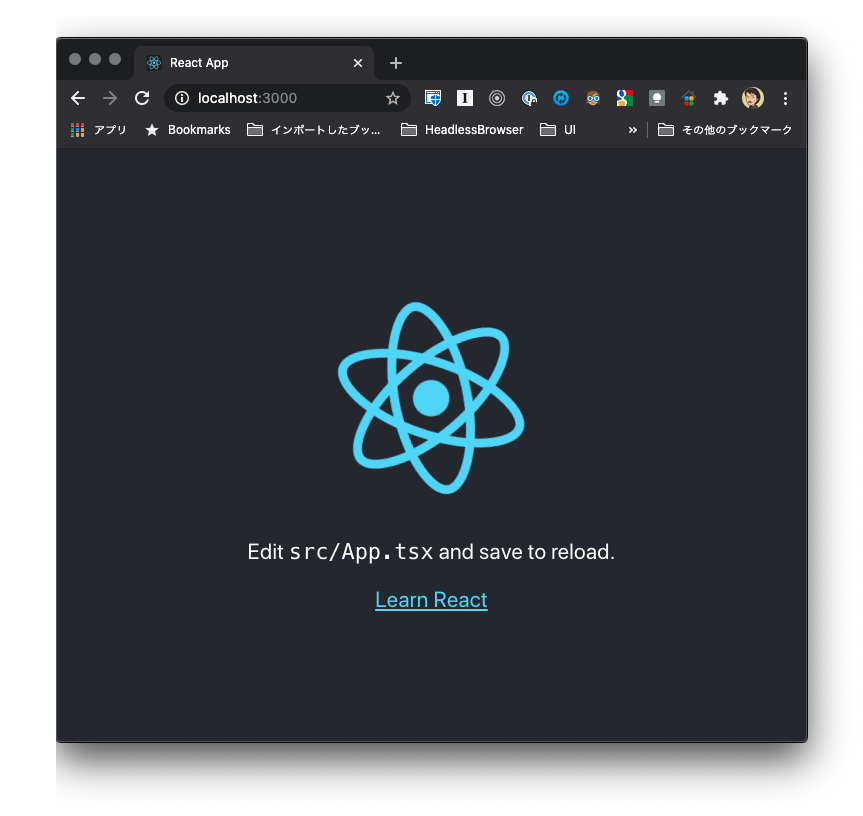 React App
localhost:3000
アプリ Bookmarks インポートしたブッ... HeadlessBrowser UI » その他のブックマーク
Edit src/App.tsx and save to reload.
Learn React